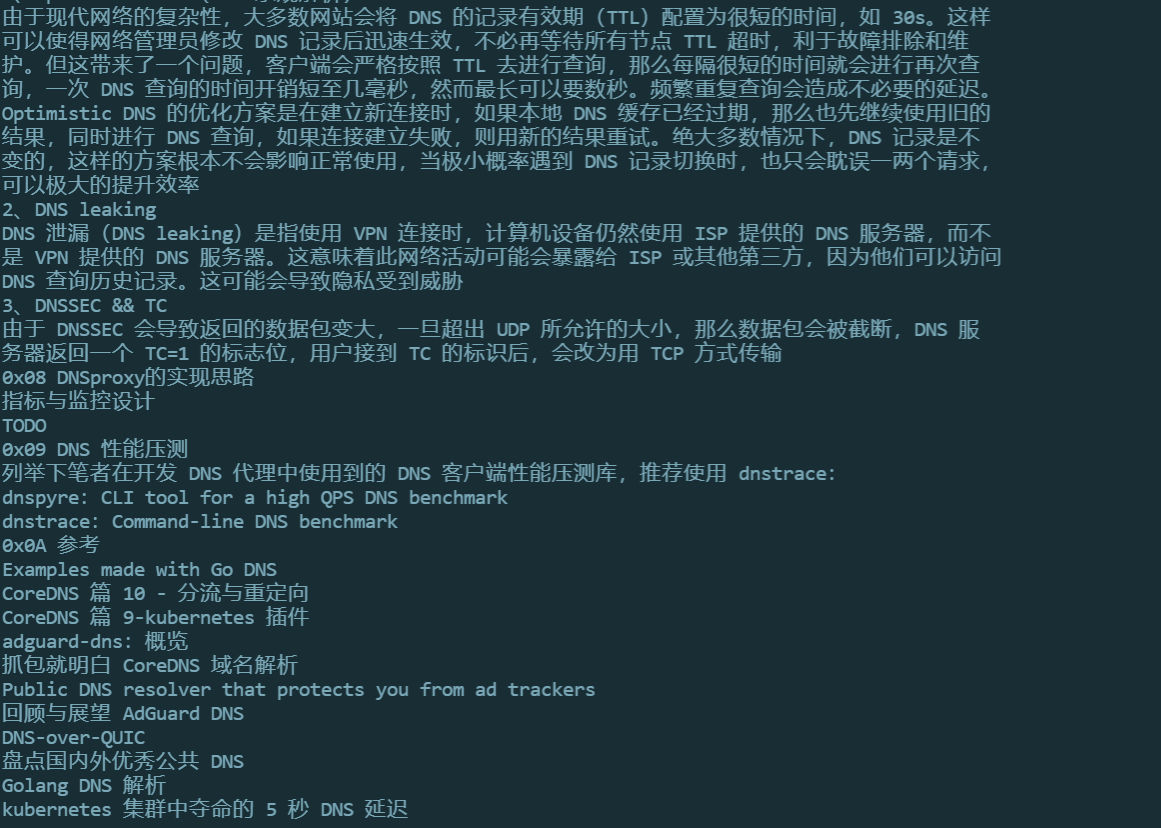 由于现代网络的复杂性，大多数网站会将 DNS 的记录有效期（TTL）配置为很短的时间，如 30s。这样
可以使得网络管理员修改 DNS 记录后迅速生效，不必再等待所有节点 TTL 超时，利于故障排除和维
护。但这带来了一个问题，客户端会严格按照 TTL 去进行查询，那么每隔很短的时间就会进行再次查
询，一次 DNS 查询的时间开销短至几毫秒，然而最长可以要数秒。频繁重复查询会造成不必要的延迟。
Optimistic DNS 的优化方案是在建立新连接时，如果本地 DNS 缓存已经过期，那么也先继续使用旧的
结果，同时进行 DNS 查询，如果连接建立失败，则用新的结果重试。绝大多数情况下，DNS 记录是不
变的，这样的方案根本不会影响正常使用，当极小概率遇到 DNS 记录切换时，也只会耽误一两个请求，
可以极大的提升效率
2、DNS leaking
DNS 泄漏（DNS leaking）是指使用 VPN 连接时，计算机设备仍然使用 ISP 提供的 DNS 服务器，而不
是 VPN 提供的 DNS 服务器。这意味着此网络活动可能会暴露给 ISP 或其他第三方，因为他们可以访问
DNS 查询历史记录。这可能会导致隐私受到威胁
3、DNSSEC && TC
由于 DNSSEC 会导致返回的数据包变大，一旦超出 UDP 所允许的大小，那么数据包会被截断，DNS 服
务器返回一个 TC=1 的标志位，用户接到 TC 的标识后，会改为用 TCP 方式传输
0x08 DNSproxy的实现思路
指标与监控设计
TODO
0x09 DNS 性能压测
列举下笔者在开发 DNS 代理中使用到的 DNS 客户端性能压测库，推荐使用 dnstrace：
dnspyre: CLI tool for a high QPS DNS benchmark
dnstrace: Command-line DNS benchmark
0x0A 参考
Examples made with Go DNS
CoreDNS 篇 10 - 分流与重定向
CoreDNS 篇 9-kubernetes 插件
adguard-dns: 概览
抓包就明白 CoreDNS 域名解析
Public DNS resolver that protects you from ad trackers
回顾与展望 AdGuard DNS
DNS-over-QUIC
盘点国内外优秀公共 DNS
Golang DNS 解析
kubernetes 集群中夺命的 5 秒 DNS 延迟